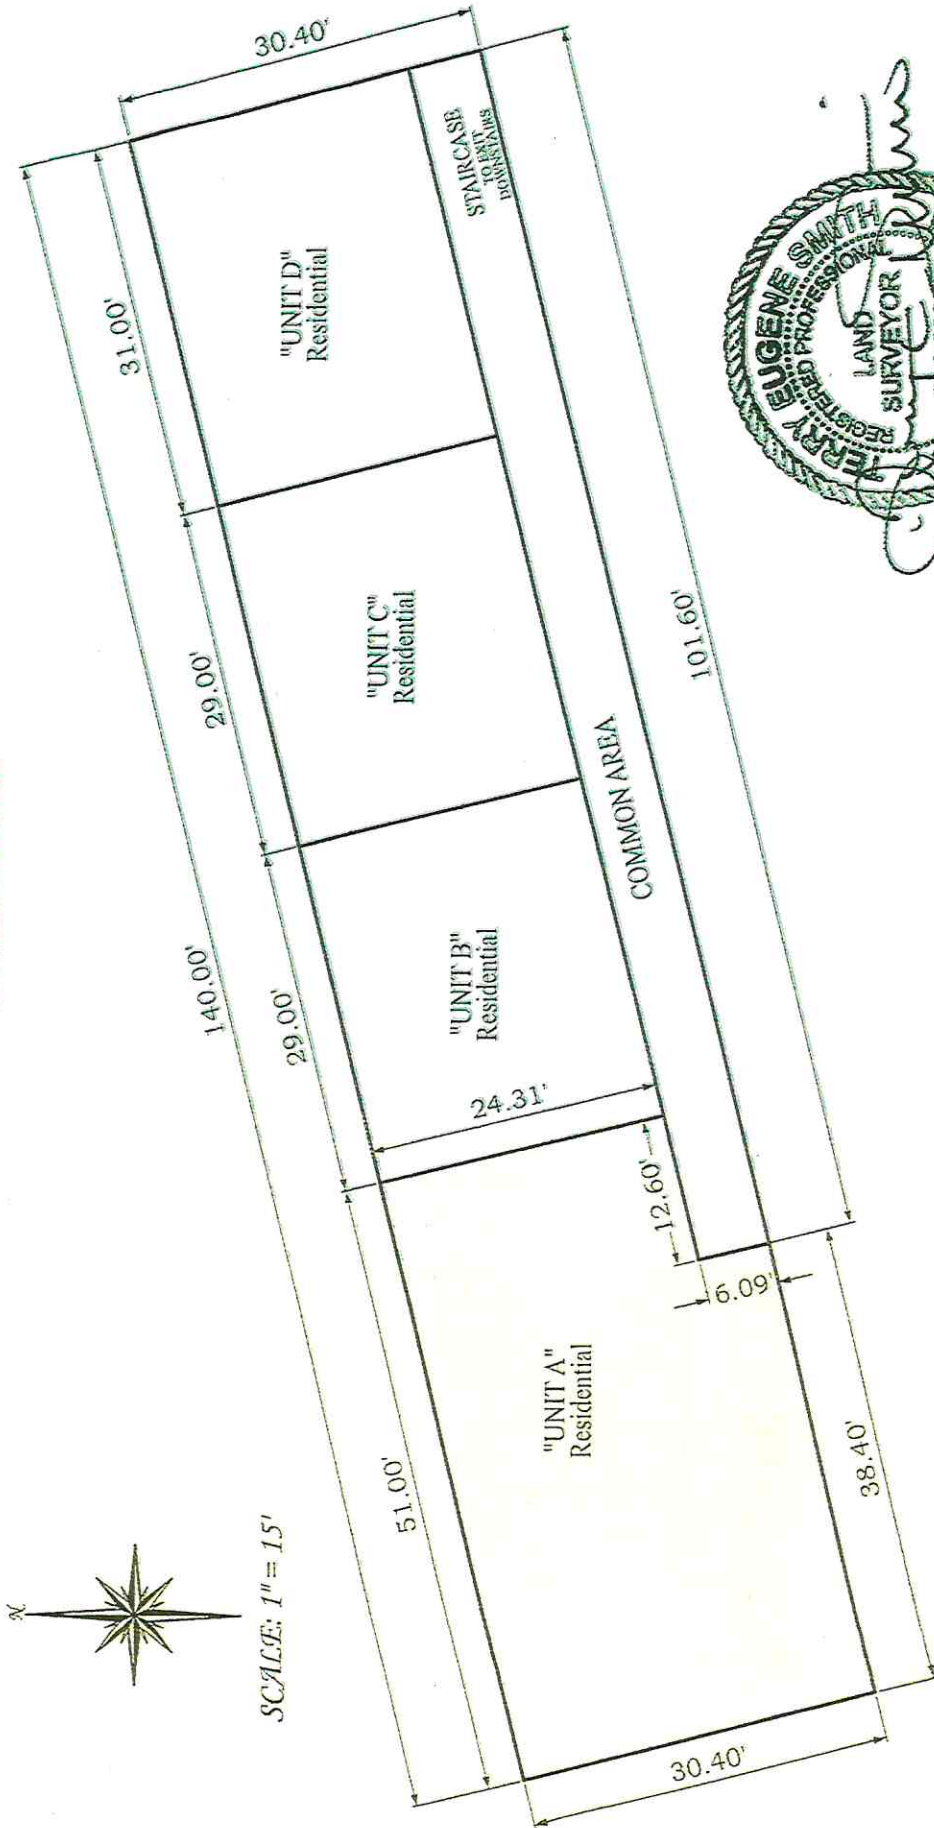 N
SCALE: 1" = 15'
140.00'
51.00'
29.00'
29.00'
31.00'
30.40'
30.40'
"UNIT A"
Residential
"UNIT B"
Residential
"UNIT C"
Residential
"UNIT D"
Residential
24.31'
12.60'
6.09'
COMMON AREA
STAIRCASE
TO EXIT
DOWNSTAIRS
38.40'
101.60'
TERRY EUGENE SMITH
REGISTERED PROFESSIONAL
LAND
SURVEYOR